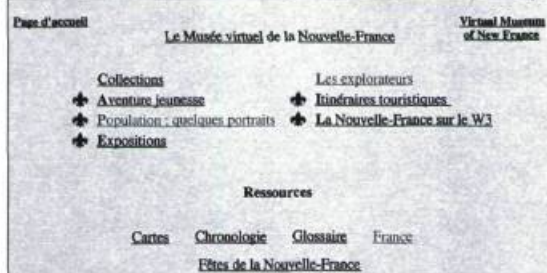 Page d'accueil
Virtual Museum
of New France
Le Musée virtuel de la Nouvelle-France
Collections
Les explorateurs
Aventure jeunesse
Itinéraires touristiques
Population : quelques portraits
La Nouvelle-France sur le W3
Expositions
Ressources
Cartes Chronologie Glossaire France
Fêtes de la Nouvelle-France